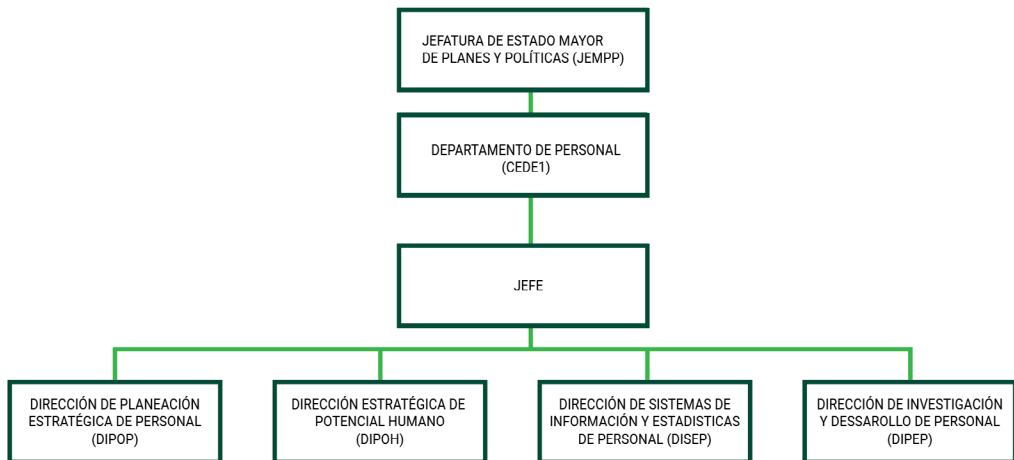 JEFATURA DE ESTADO MAYOR
DE PLANES Y POLÍTICAS (JEMPP)
DEPARTAMENTO DE PERSONAL
(CEDE1)
JEFE
DIRECCIÓN DE PLANEACIÓN
ESTRATÉGICA DE PERSONAL
(DIPOP)
DIRECCIÓN ESTRATÉGICA DE
POTENCIAL HUMANO
(DIPOH)
DIRECCIÓN DE SISTEMAS DE
INFORMACIÓN Y ESTADISTICAS
DE PERSONAL (DISEP)
DIRECCIÓN DE INVESTIGACIÓN
Y DESSAROLLO DE PERSONAL
(DIPEP)